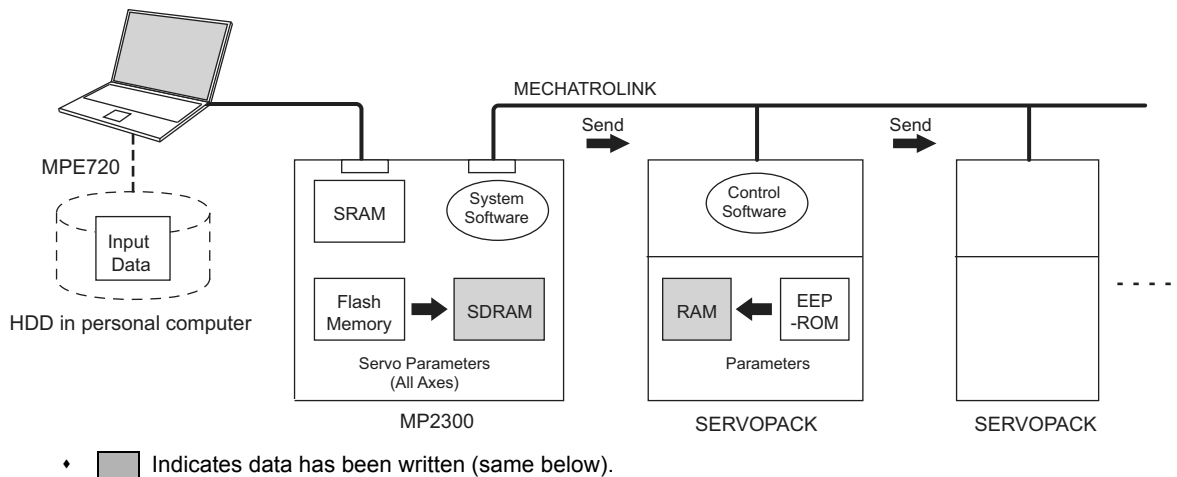 MECHATROLINK
Send
Send
MPE720
SRAM
System
Software
Control
Software
Input
Data
Flash
Memory
SDRAM
RAM
EEP
-ROM
HDD in personal computer
Servo Parameters
(All Axes)
Parameters
MP2300
SERVOPACK
SERVOPACK
Indicates data has been written (same below).